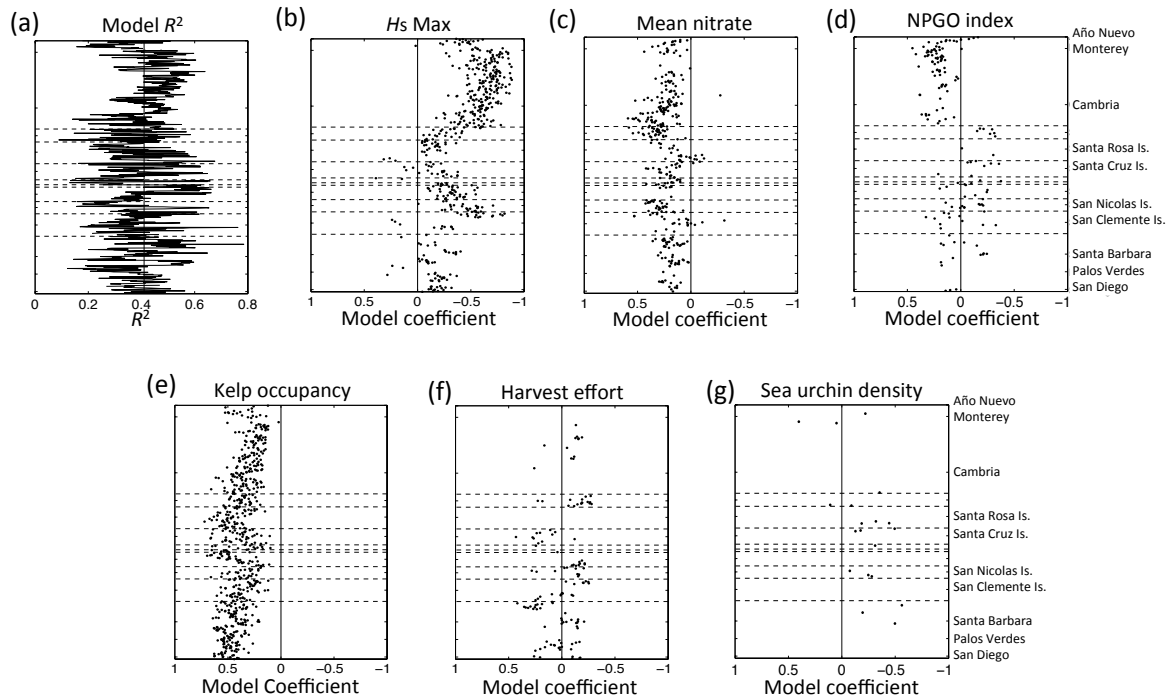 (a) Model R²
(b) Hs Max
(c) Mean nitrate
(d) NPGO index
Año Nuevo
Monterey
Cambria
Santa Rosa Is.
Santa Cruz Is.
San Nicolas Is.
San Clemente Is.
Santa Barbara
Palos Verdes
San Diego
0 0.2 0.4 0.6 0.8
R²
1 0.5 0 −0.5 −1
Model coefficient
1 0.5 0 −0.5 −1
Model coefficient
1 0.5 0 −0.5 −1
Model coefficient
(e) Kelp occupancy
(f) Harvest effort
(g) Sea urchin density
Año Nuevo
Monterey
Cambria
Santa Rosa Is.
Santa Cruz Is.
San Nicolas Is.
San Clemente Is.
Santa Barbara
Palos Verdes
San Diego
1 0.5 0 −0.5 −1
Model Coefficient
1 0.5 0 −0.5 −1
Model coefficient
1 0.5 0 −0.5 −1
Model coefficient